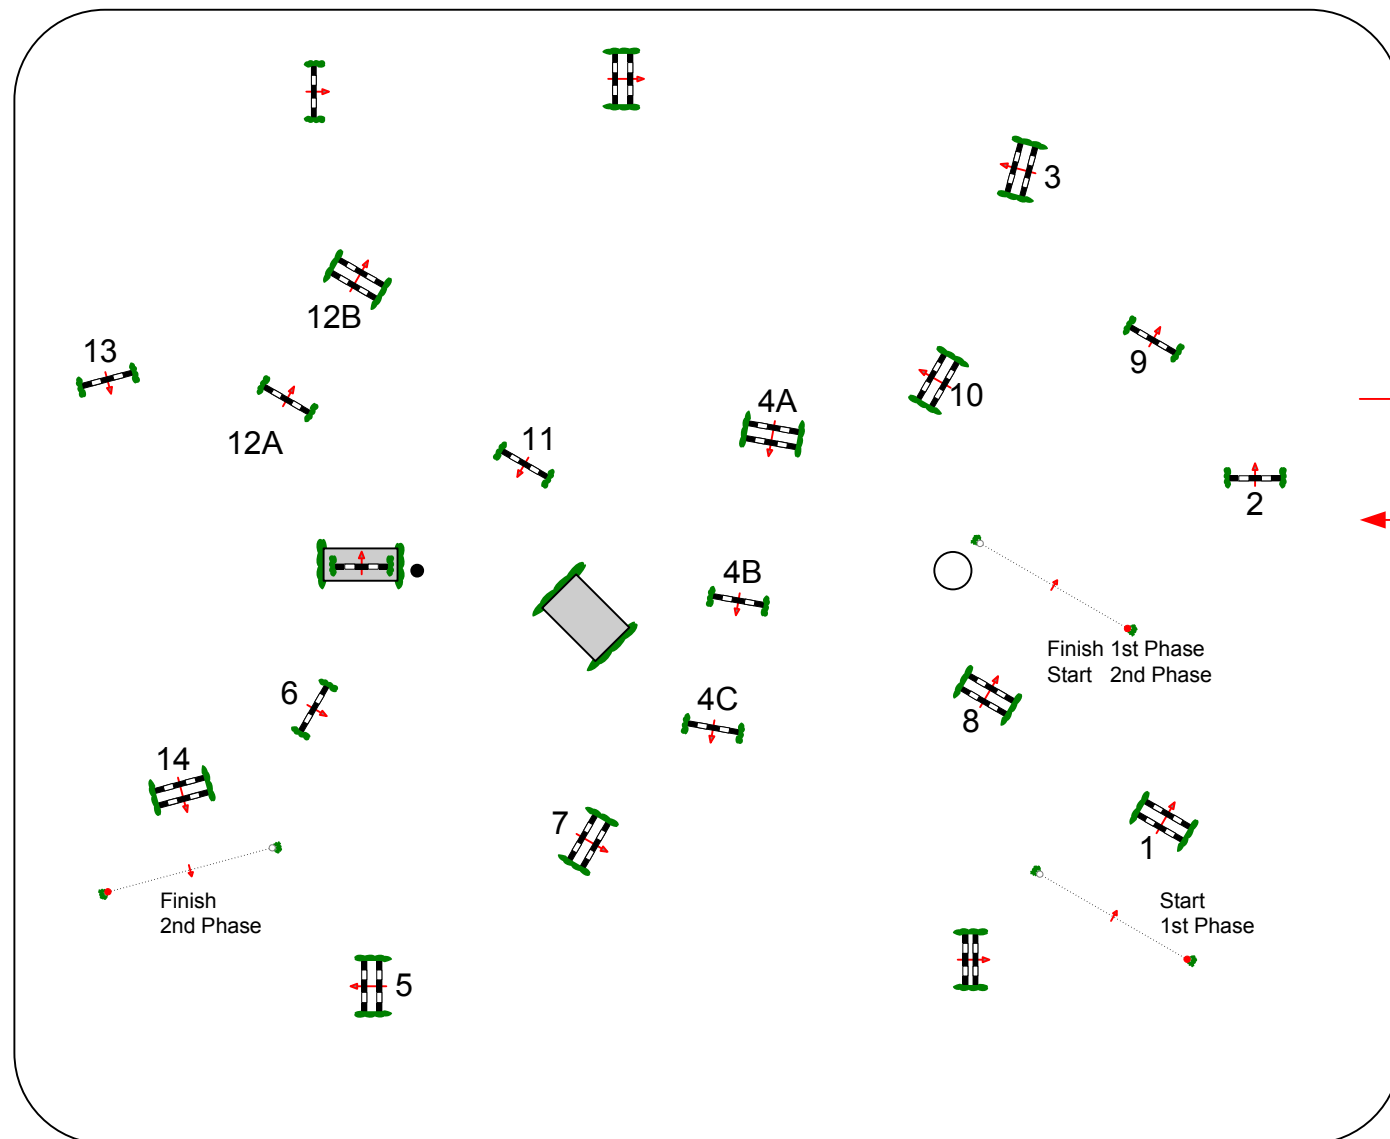 3
12B
13
9
4A
10
12A
11
2
4B
Finish 1st Phase
Start 2nd Phase
6
4C
8
14
7
1
Finish
2nd Phase
Start
1st Phase
5